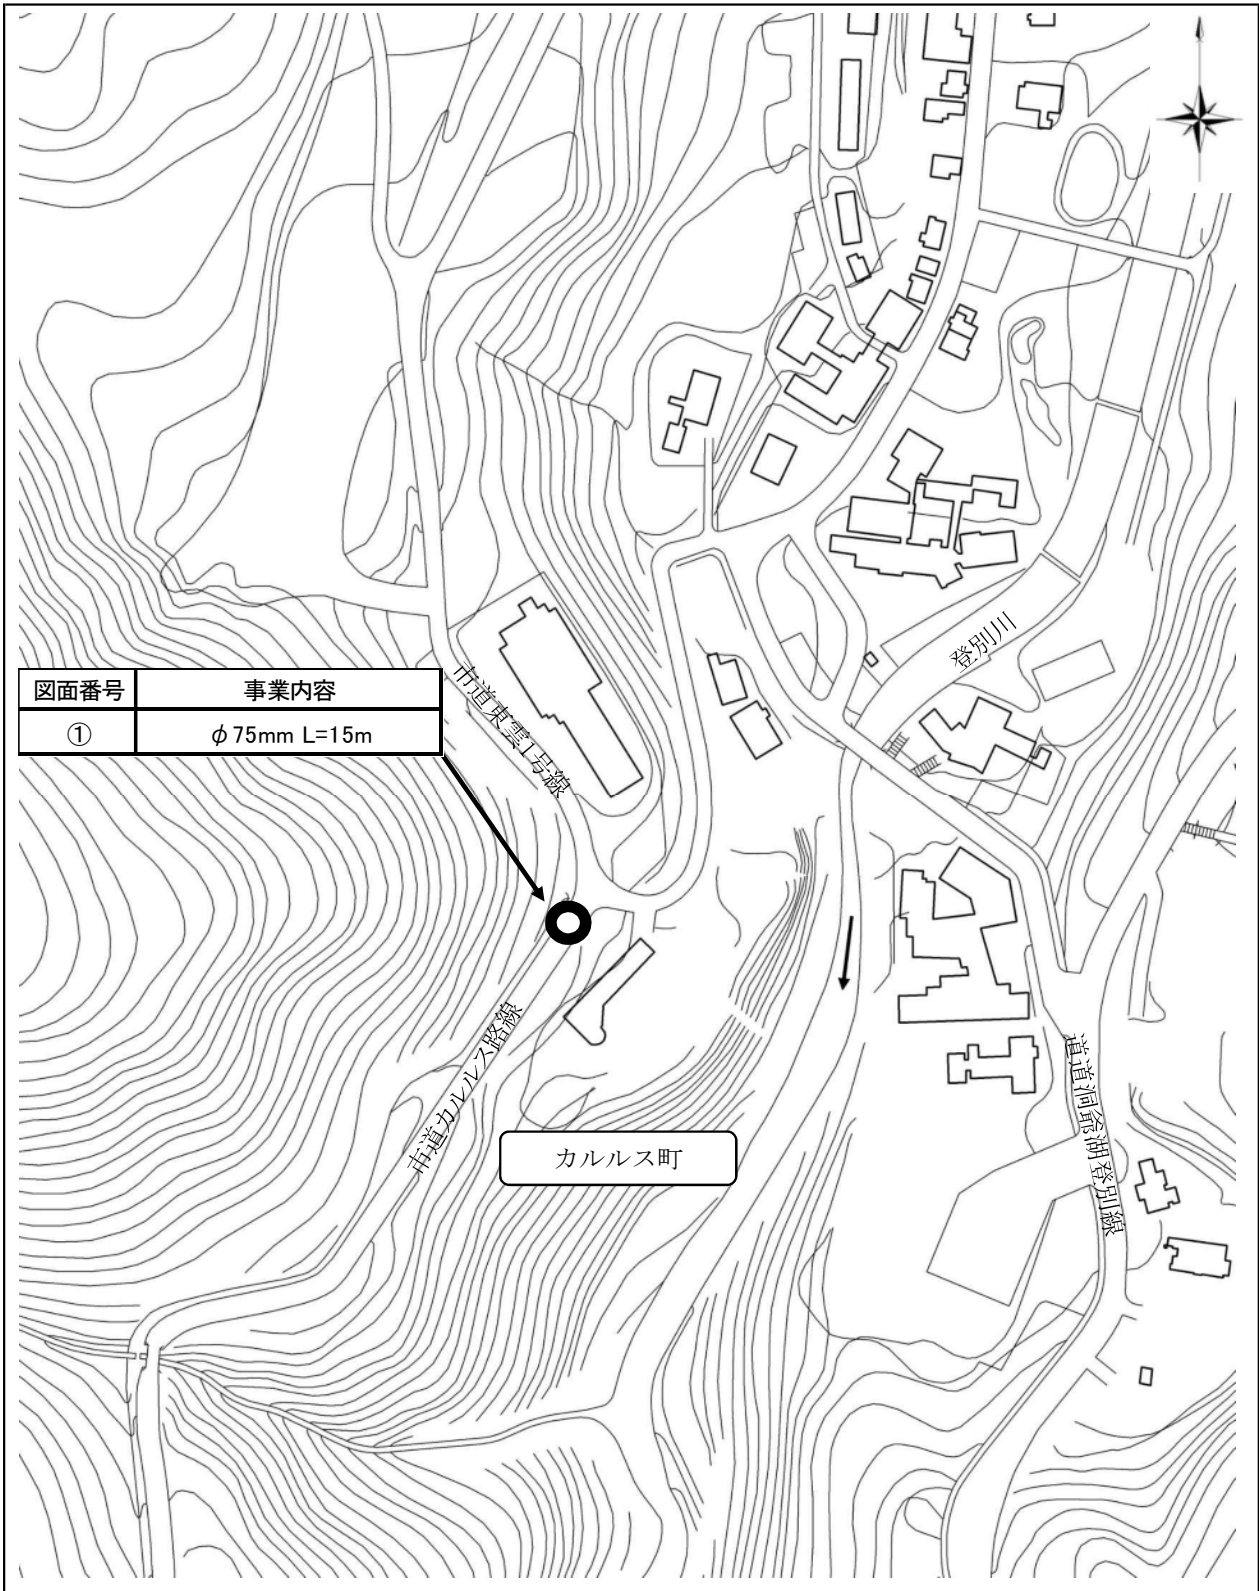 登別川
図面番号 事業内容
① φ75mm L=15m
市道東雲1号線
市道カルルス路線
道道洞爺湖登別線
カルルス町